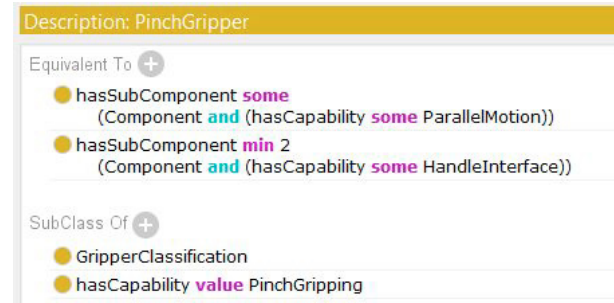 Description: PinchGripper
Equivalent To
hasSubComponent some
(Component and (hasCapability some ParallelMotion))
hasSubComponent min 2
(Component and (hasCapability some HandleInterface))
SubClass Of
GripperClassification
hasCapability value PinchGripping